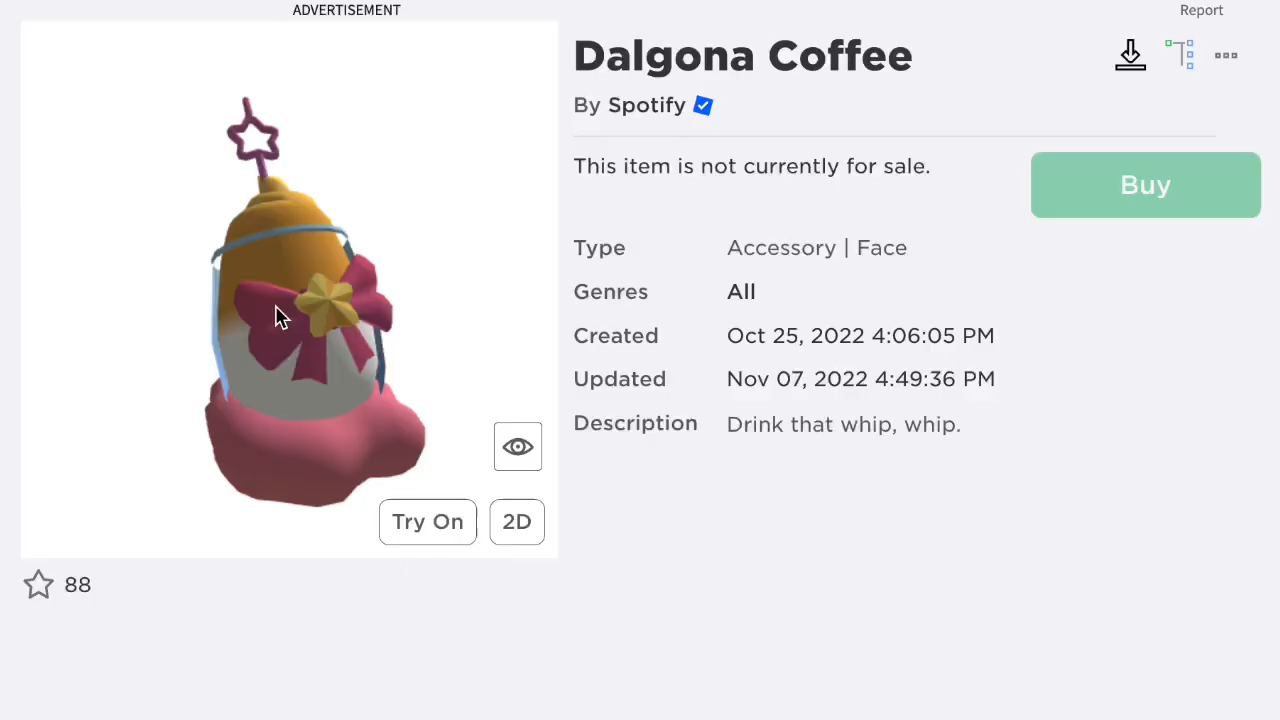 ADVERTISEMENT
Report
Dalgona Coffee
By Spotify
This item is not currently for sale.
Buy
Type Accessory | Face
Genres All
Created Oct 25, 2022 4:06:05 PM
Updated Nov 07, 2022 4:49:36 PM
Description Drink that whip, whip.
Try On 2D
88